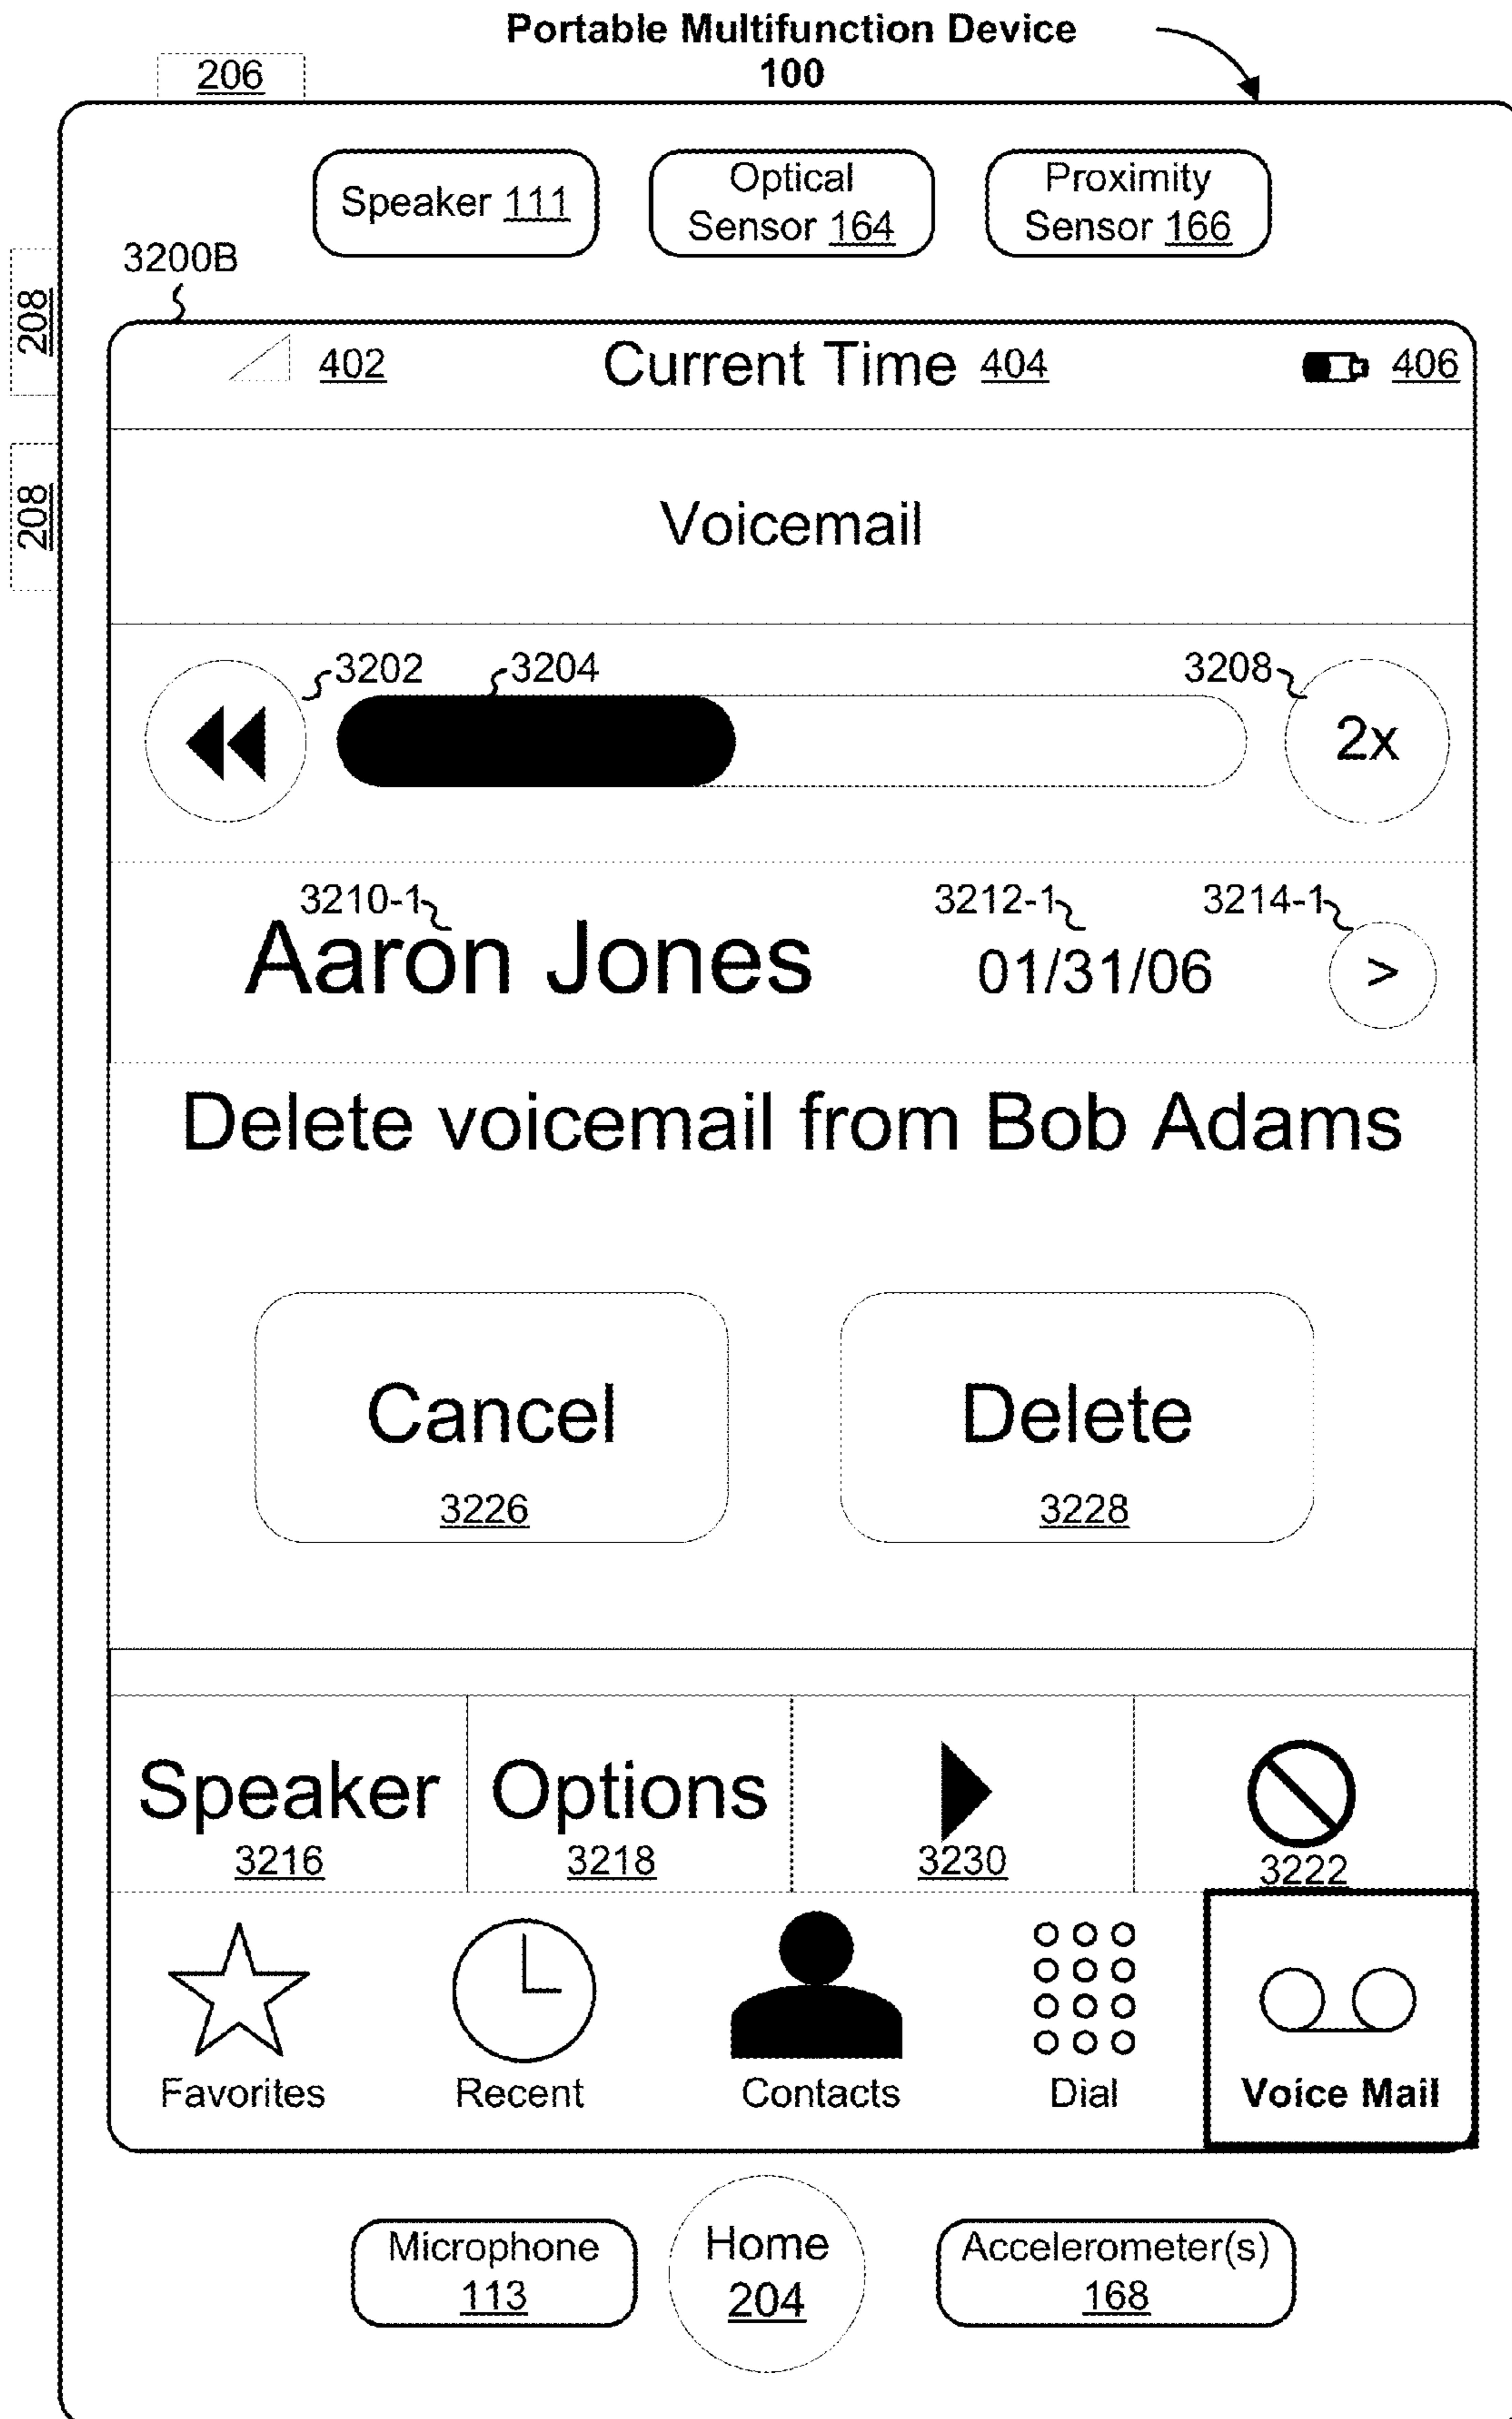 Portable Multifunction Device
100
206
Speaker 111
Optical
Sensor 164
Proximity
Sensor 166
3200B
208
208
402
Current Time 404
406
Voicemail
3202
3204
3208
2x
3210-1
3212-1
3214-1
Aaron Jones
01/31/06
>
Delete voicemail from Bob Adams
Cancel
3226
Delete
3228
Speaker
3216
Options
3218
3230
3222
Favorites
Recent
Contacts
Dial
Voice Mail
Microphone
113
Home
204
Accelerometer(s)
168